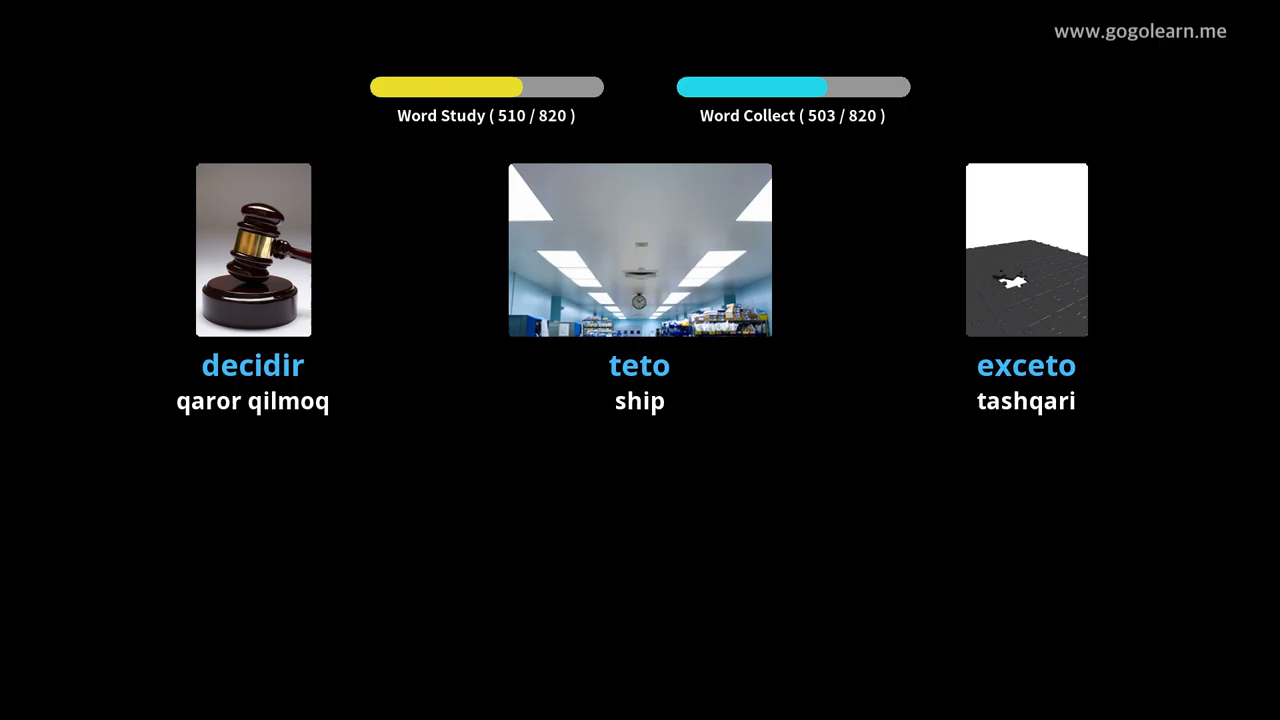 www.gogolearn.me
Word Study ( 510 / 820 )
Word Collect ( 503 / 820 )
decidir
qaror qilmoq
teto
ship
exceto
tashqari